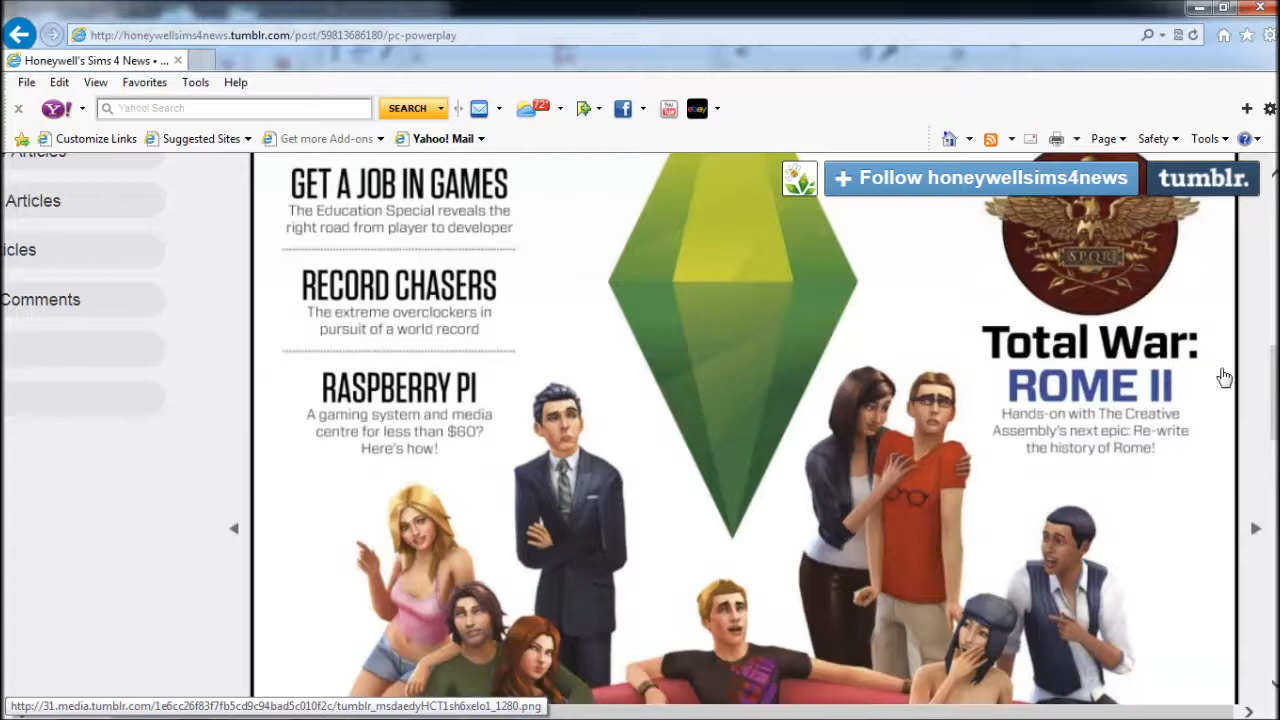 http://honeywellsims4news.tumblr.com/post/59813686180/pc-powerplay
Honeywell's Sims 4 News • ...
File Edit View Favorites Tools Help
Y! Yahoo! Search SEARCH 72° f You Tube ebay
Customize Links Suggested Sites Get more Add-ons Yahoo! Mail Page Safety Tools
Articles
+ Follow honeywellsims4news tumblr.
Articles
icles
Comments
GET A JOB IN GAMES
The Education Special reveals the
right road from player to developer
RECORD CHASERS
The extreme overclockers in
pursuit of a world record
RASPBERRY PI
A gaming system and media
centre for less than $60?
Here's how!
SPQR
Total War:
ROME II
Hands-on with The Creative
Assembly's next epic: Re-write
the history of Rome!
http://31.media.tumblr.com/1e6cc26f83f7fb5cd9c94bad5c010f2c/tumblr_msdaedyHCT1sh6xelo1_1280.png